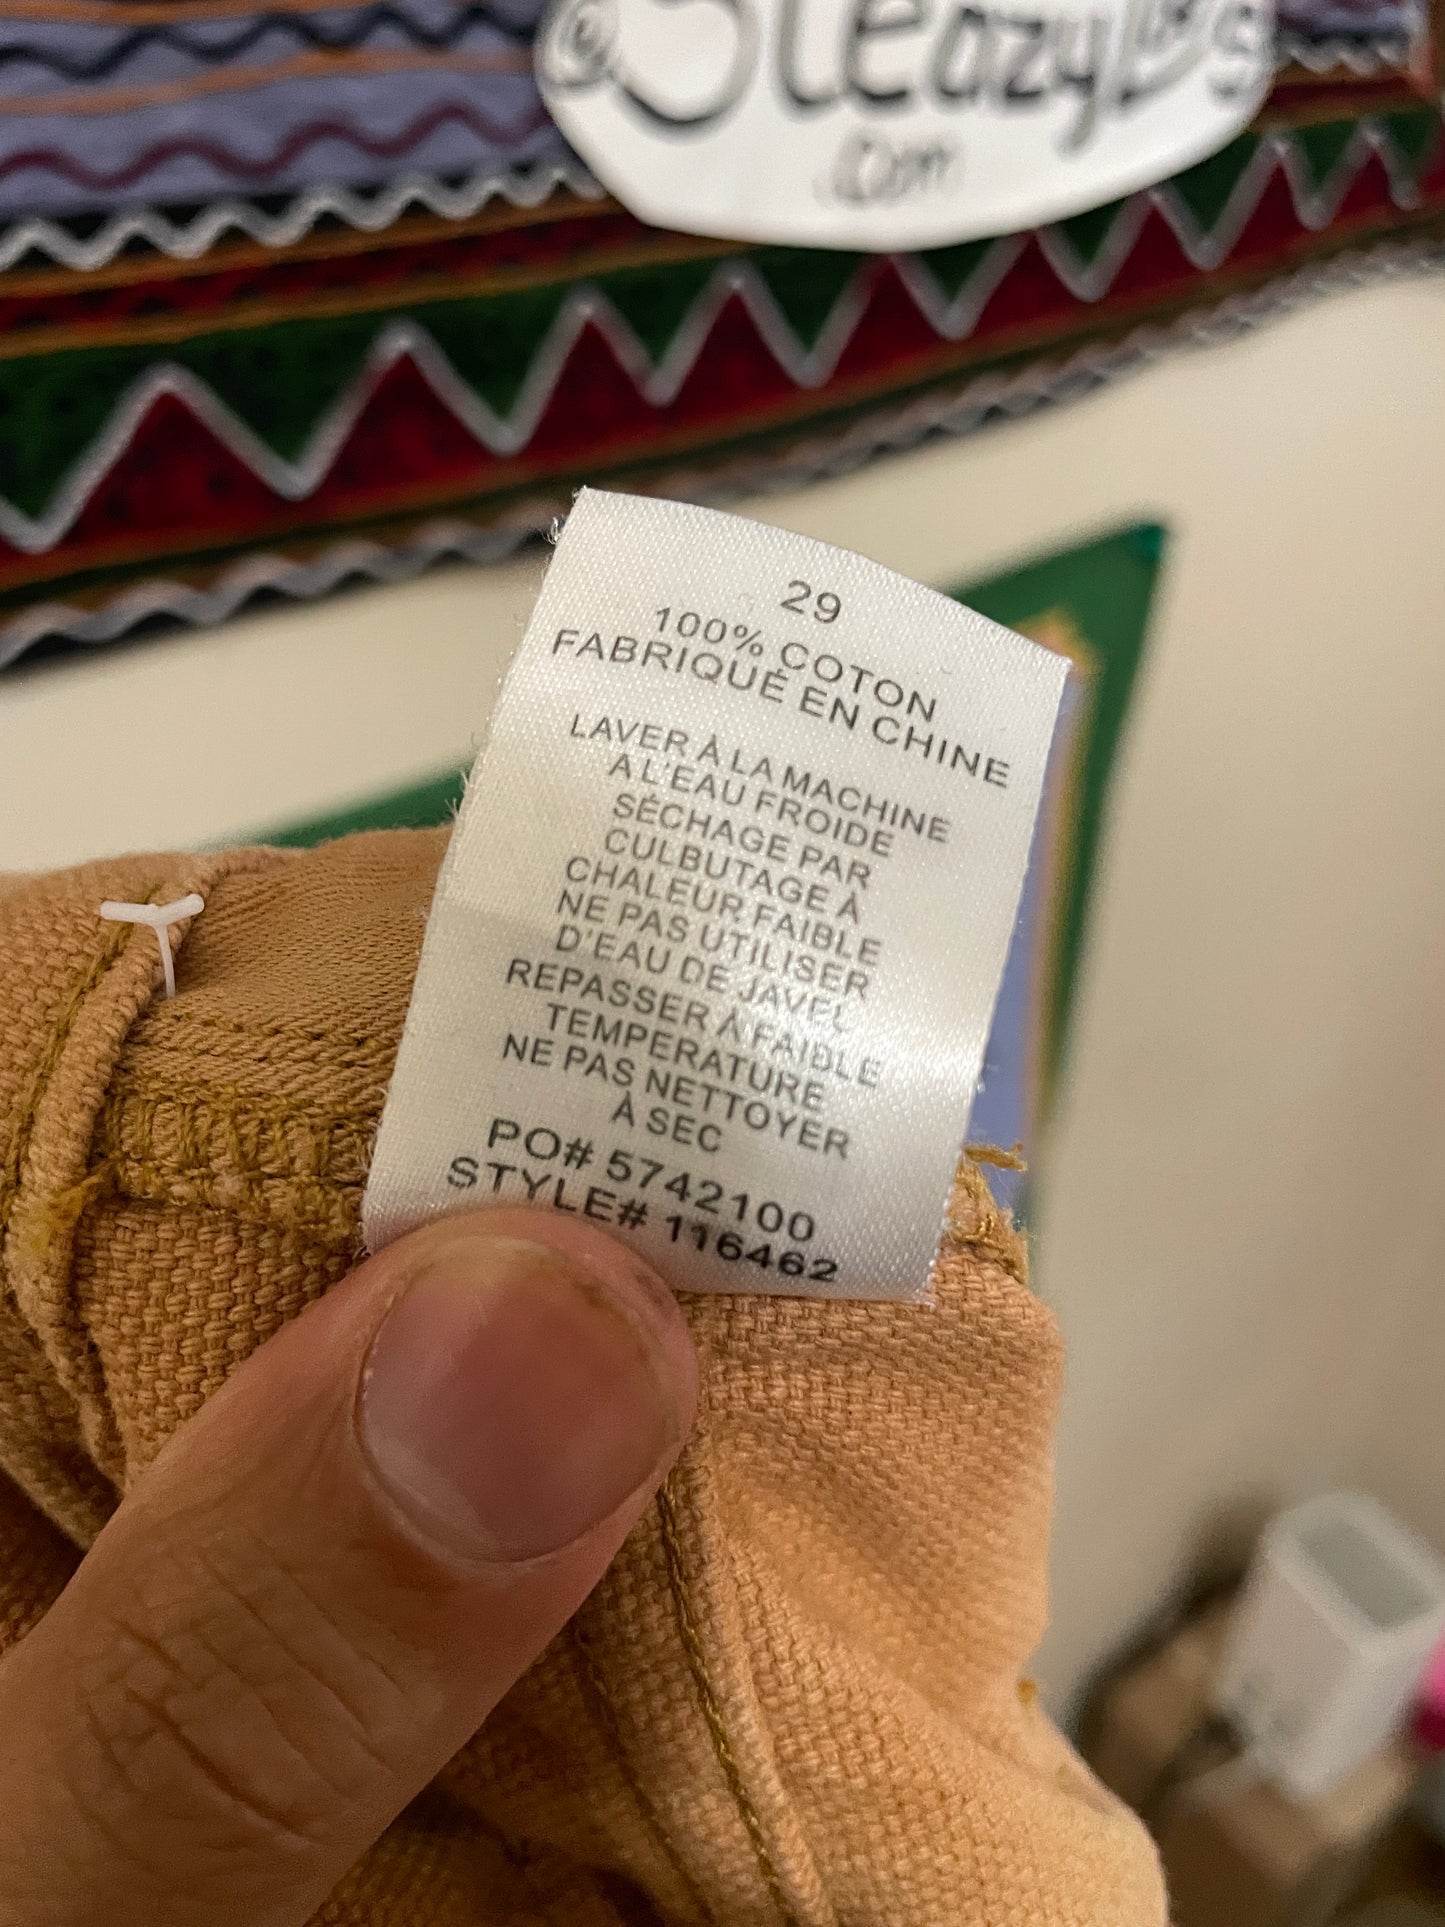 SleazyBs
.com
29
100% COTON
FABRIQUÉ EN CHINE
LAVER À LA MACHINE
A L'EAU FROIDE
SÉCHAGE PAR
CULBUTAGE À
CHALEUR FAIBLE
NE PAS UTILISER
D'EAU DE JAVEL
REPASSER À FAIBLE
TEMPERATURE
NE PAS NETTOYER
À SEC
PO# 5742100
STYLE# 116462